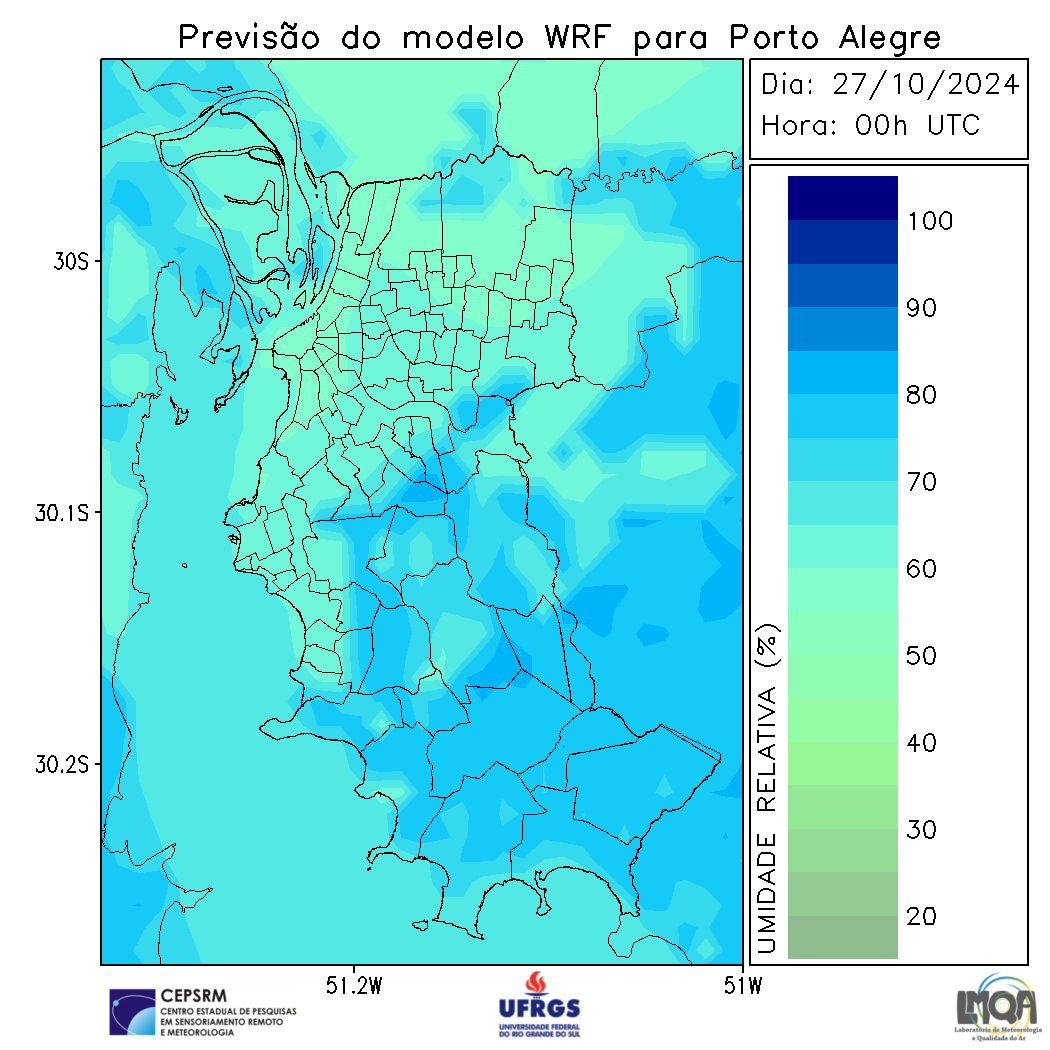 Previsão do modelo WRF para Porto Alegre
Dia: 27/10/2024
Hora: 00h UTC
30S
30.1S
30.2S
51.2W
51W
100
90
80
70
60
50
40
30
20
UMIDADE RELATIVA (%)
CEPSRM
CENTRO ESTADUAL DE PESQUISAS
EM SENSORIAMENTO REMOTO
E METEOROLOGIA
UFRGS
UNIVERSIDADE FEDERAL
DO RIO GRANDE DO SUL
LMQA
Laboratório de Meteorologia
e Qualidade do Ar